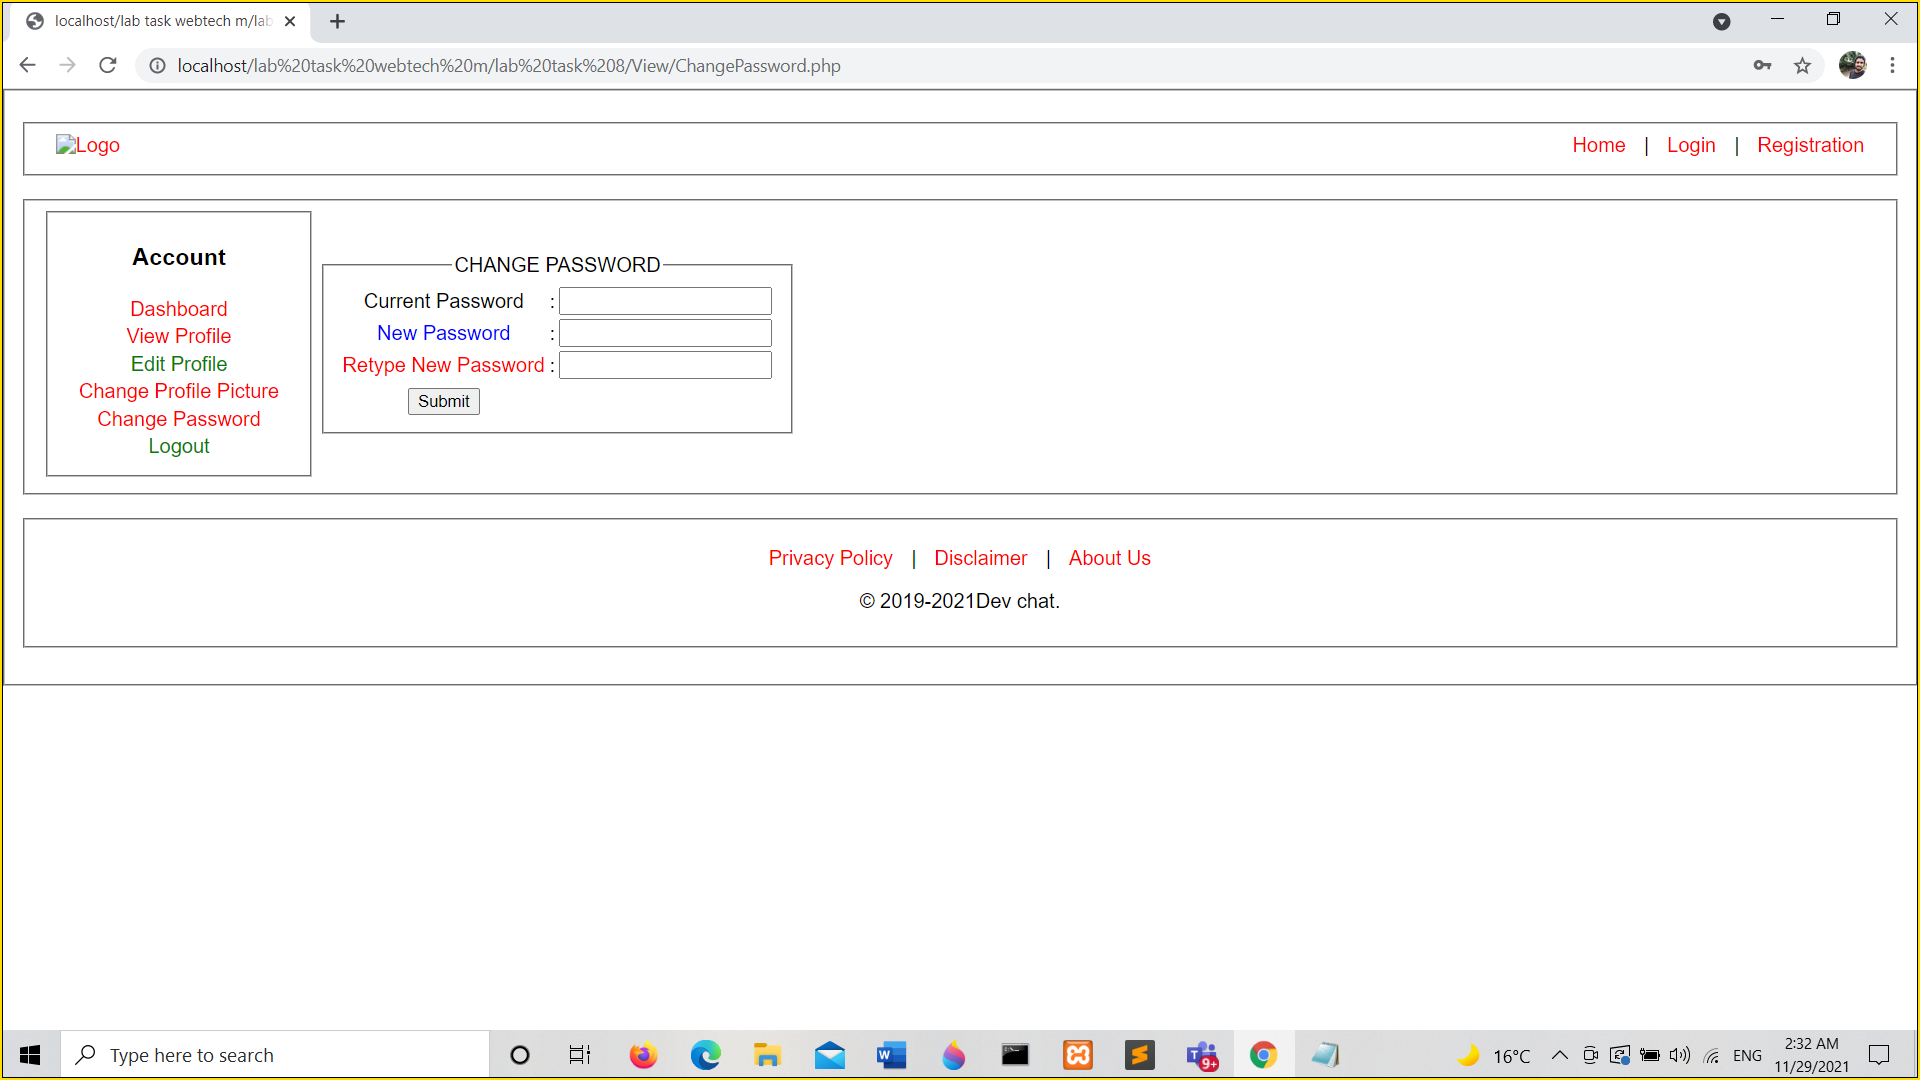 localhost/lab task webtech m/lab
localhost/lab%20task%20webtech%20m/lab%20task%208/View/ChangePassword.php
Logo
Home | Login | Registration
Account
Dashboard
View Profile
Edit Profile
Change Profile Picture
Change Password
Logout
CHANGE PASSWORD
Current Password :
New Password :
Retype New Password :
Submit
Privacy Policy | Disclaimer | About Us
© 2019-2021Dev chat.
Type here to search
9+
16°C
ENG
2:32 AM
11/29/2021